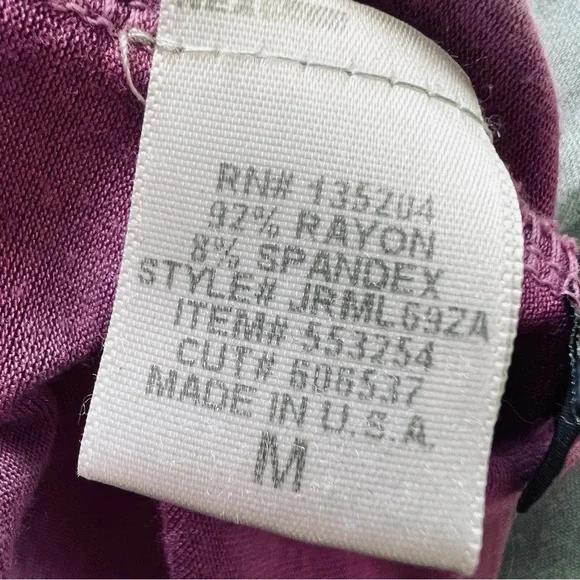 RN# 135204
92% RAYON
8% SPANDEX
STYLE# JRML692A
ITEM# 553254
CUT# 606537
MADE IN U.S.A.
M